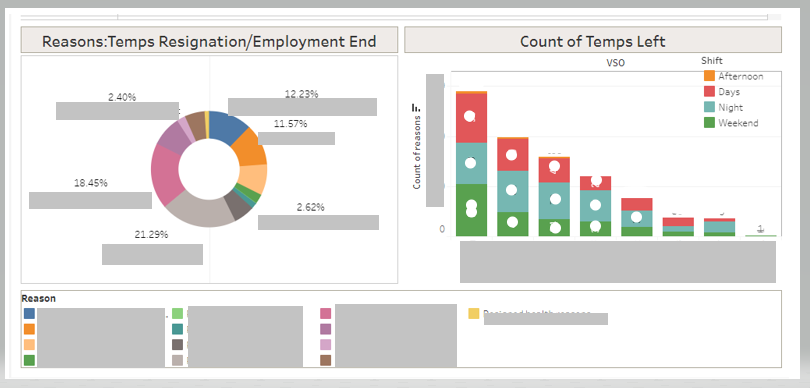 Reasons:Temps Resignation/Employment End
Count of Temps Left
2.40%
12.23%
11.57%
18.45%
2.62%
21.29%
VSO
Shift
Afternoon
Days
Night
Weekend
Count of reasons
0
1
Reason